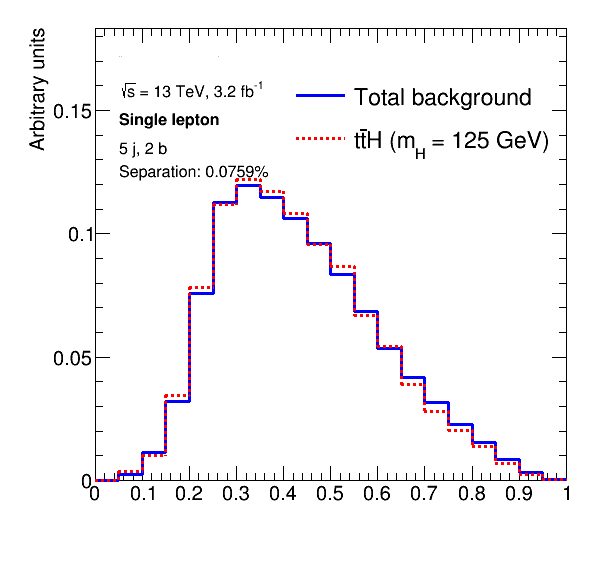 Arbitrary units
√s = 13 TeV, 3.2 fb⁻¹
Single lepton
5 j, 2 b
Separation: 0.0759%
Total background
tt̄H (m_H = 125 GeV)
0.15
0.1
0.05
0
0 0.1 0.2 0.3 0.4 0.5 0.6 0.7 0.8 0.9 1